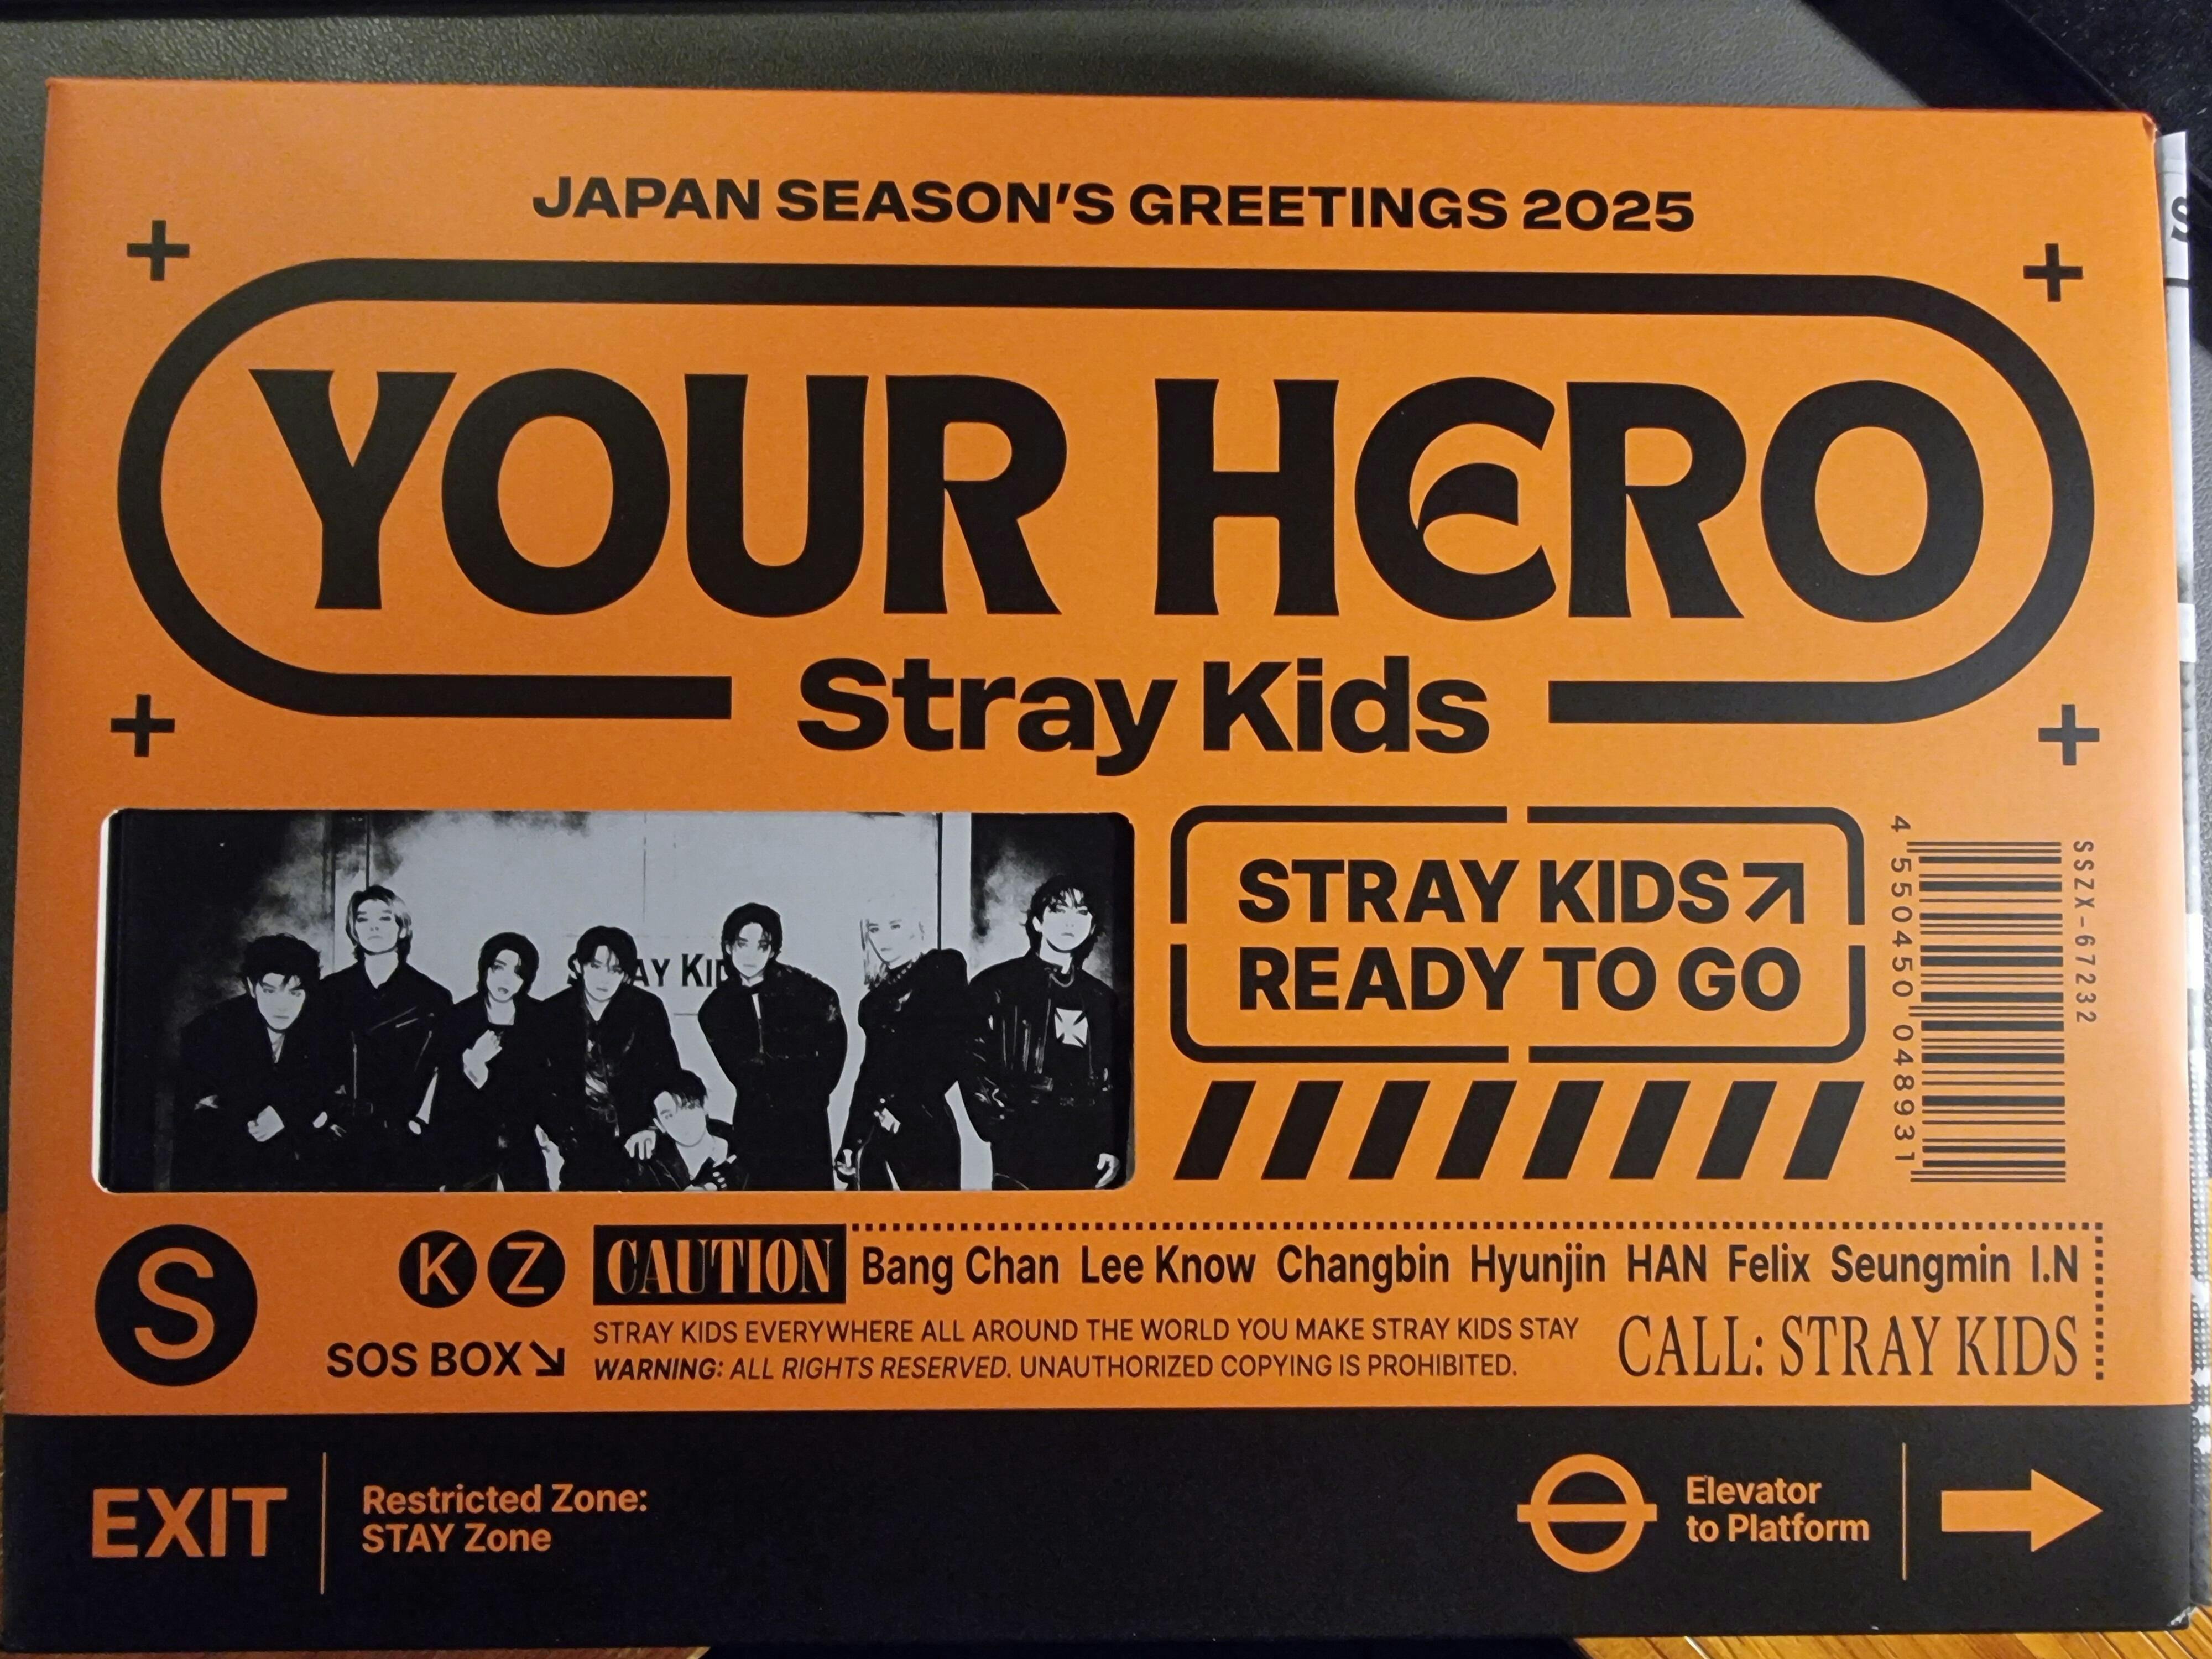 JAPAN SEASON'S GREETINGS 2025
YOUR HERO
Stray Kids
AY KID
STRAY KIDS↗
READY TO GO
4 550450 048931
SSZX-67232
S
K Z
SOS BOX↘
CAUTION Bang Chan Lee Know Changbin Hyunjin HAN Felix Seungmin I.N
STRAY KIDS EVERYWHERE ALL AROUND THE WORLD YOU MAKE STRAY KIDS STAY
WARNING: ALL RIGHTS RESERVED. UNAUTHORIZED COPYING IS PROHIBITED.
CALL: STRAY KIDS
EXIT
Restricted Zone:
STAY Zone
Elevator
to Platform